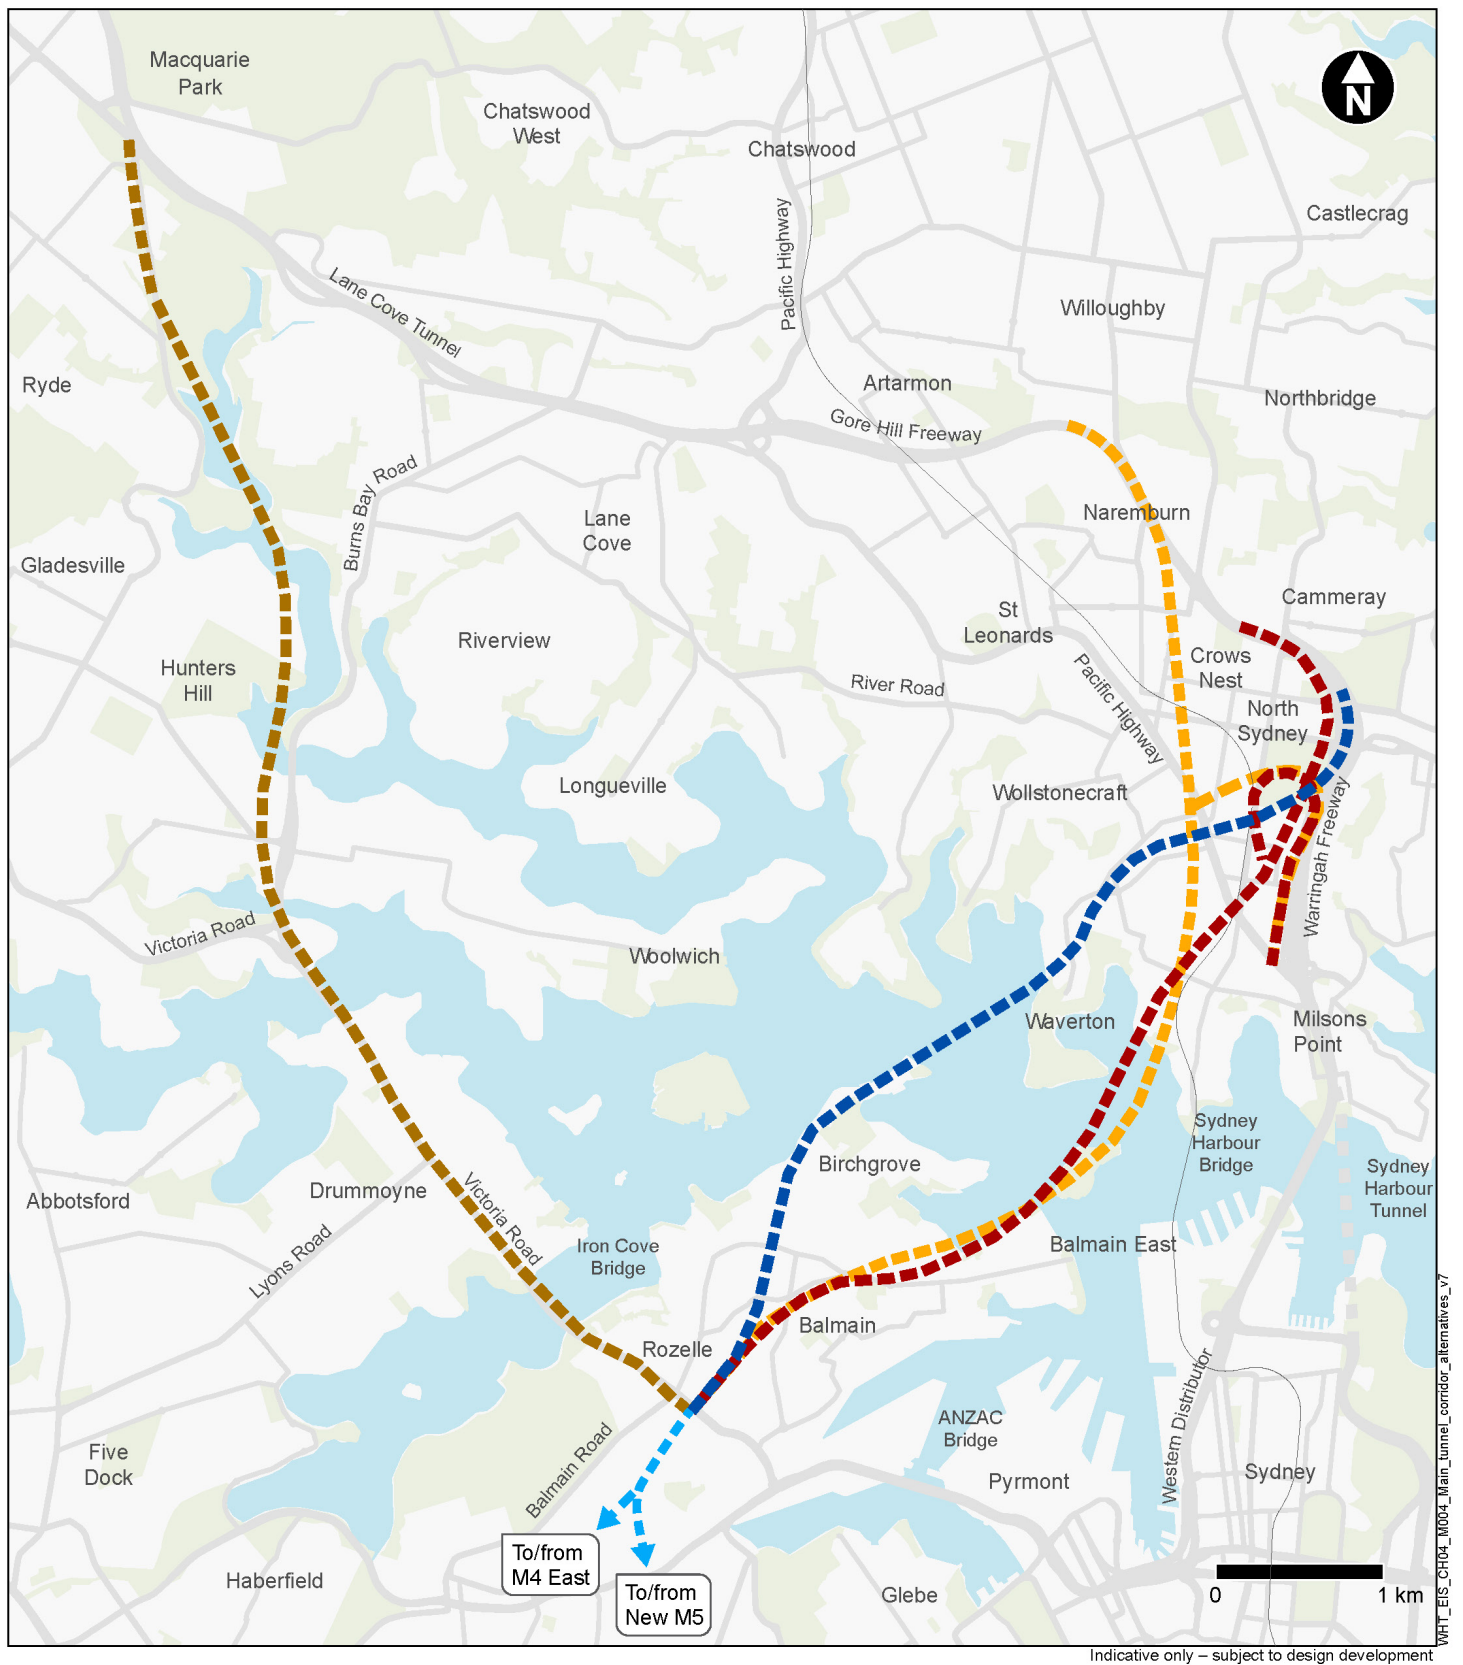 Macquarie
Park
N
Chatswood
West
Chatswood
Castlecrag
Pacific Highway
Lane Cove Tunnel
Willoughby
Ryde
Artarmon
Northbridge
Gore Hill Freeway
Burns Bay Road
Lane
Cove
Naremburn
Gladesville
Cammeray
St
Leonards
Riverview
Crows
Nest
Hunters
Hill
River Road
Pacific Highway
North
Sydney
Longueville
Wollstonecraft
Warringah Freeway
Victoria Road
Woolwich
Waverton
Milsons
Point
Sydney
Harbour
Bridge
Birchgrove
Sydney
Harbour
Tunnel
Abbotsford
Drummoyne
Victoria Road
Lyons Road
Iron Cove
Bridge
Balmain East
Balmain
Rozelle
Western Distributor
ANZAC
Bridge
Five
Dock
Balmain Road
Pyrmont
Sydney
To/from
M4 East
To/from
New M5
Haberfield
Glebe
0 1 km
WHT_EIS_CH04_M004_Main_tunnel_corridor_alternatives_v7
Indicative only – subject to design development